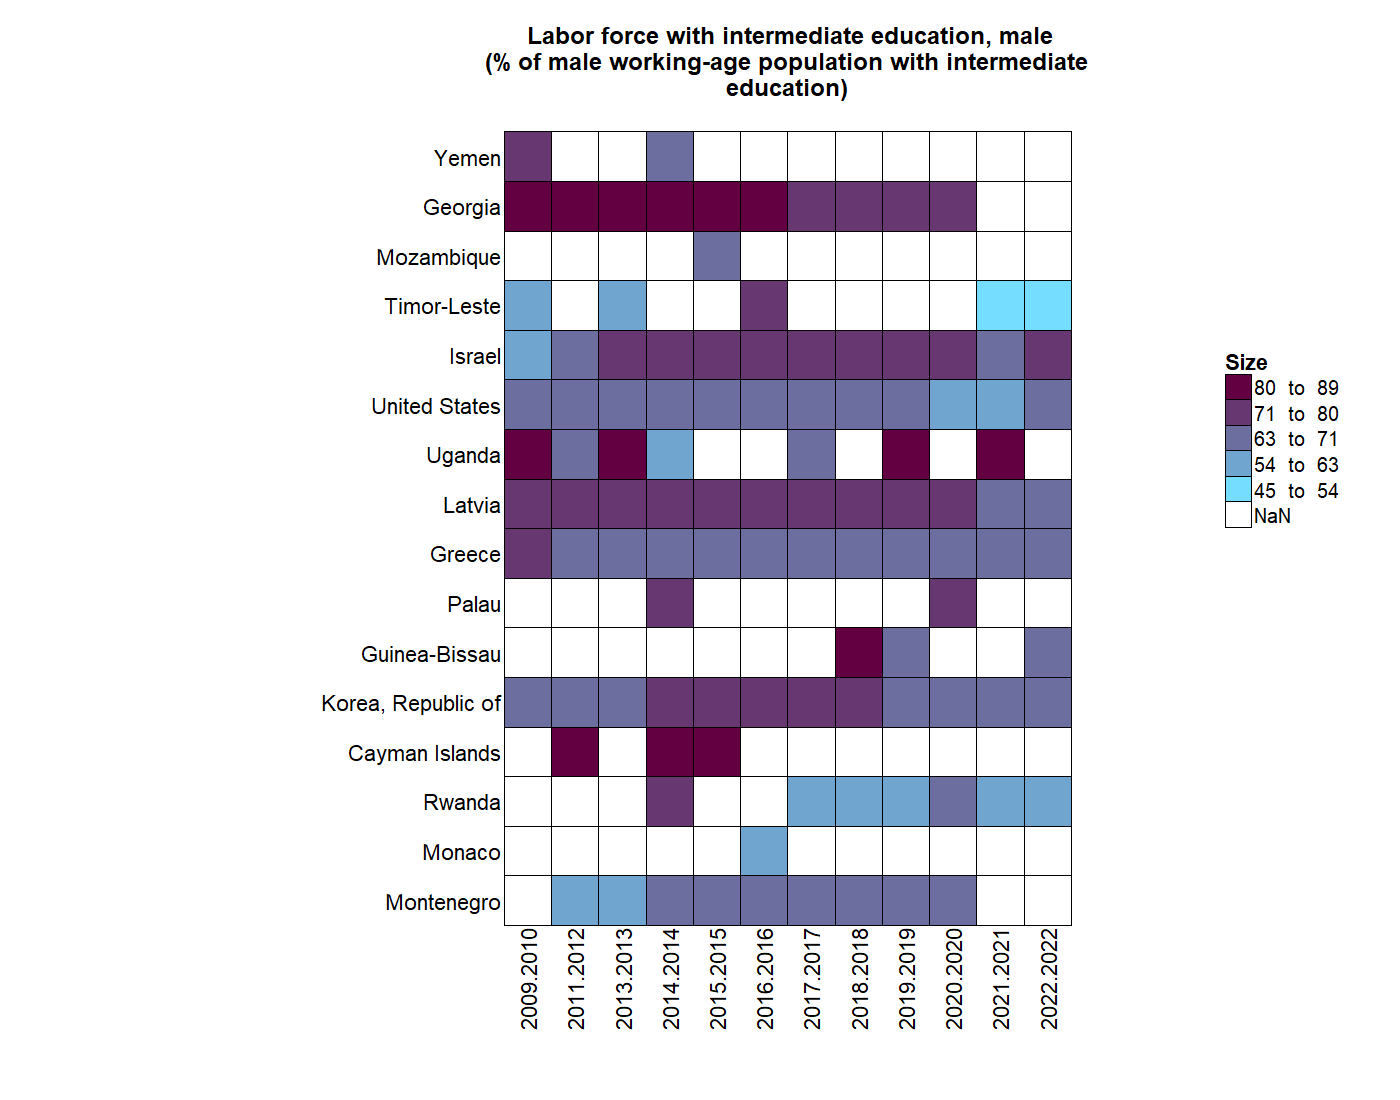 Labor force with intermediate education, male
(% of male working-age population with intermediate
education)
Yemen
Georgia
Mozambique
Timor-Leste
Israel
United States
Uganda
Latvia
Greece
Palau
Guinea-Bissau
Korea, Republic of
Cayman Islands
Rwanda
Monaco
Montenegro
2009.2010
2011.2012
2013.2013
2014.2014
2015.2015
2016.2016
2017.2017
2018.2018
2019.2019
2020.2020
2021.2021
2022.2022
Size
80 to 89
71 to 80
63 to 71
54 to 63
45 to 54
NaN